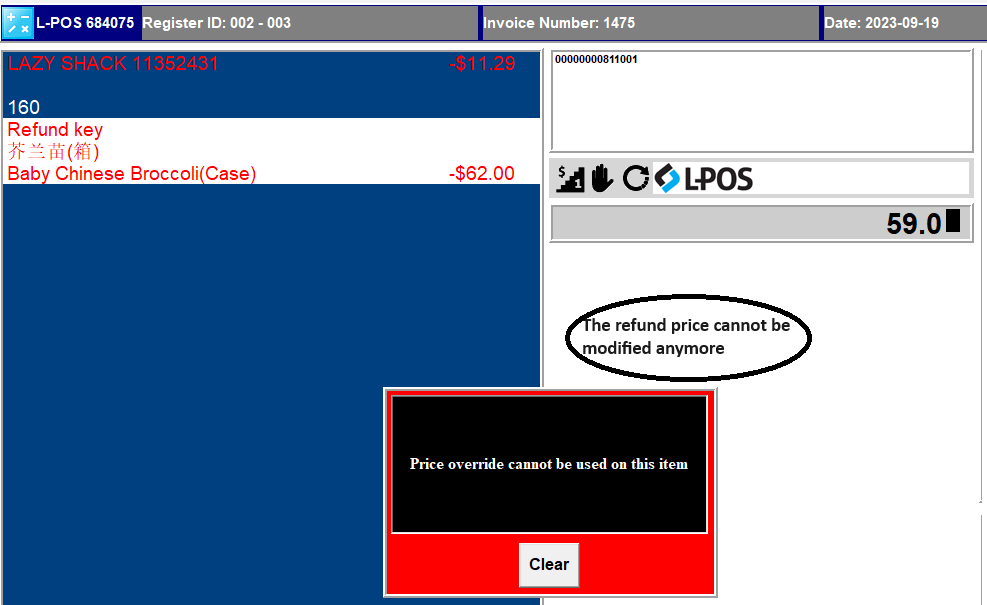 L-POS 684075 Register ID: 002 - 003 Invoice Number: 1475 Date: 2023-09-19
LAZY SHACK 11352431 -$11.29
160
Refund key
芥兰苗(箱)
Baby Chinese Broccoli(Case) -$62.00
00000000811001
$ 1 L-POS
59.0
The refund price cannot be
modified anymore
Price override cannot be used on this item
Clear